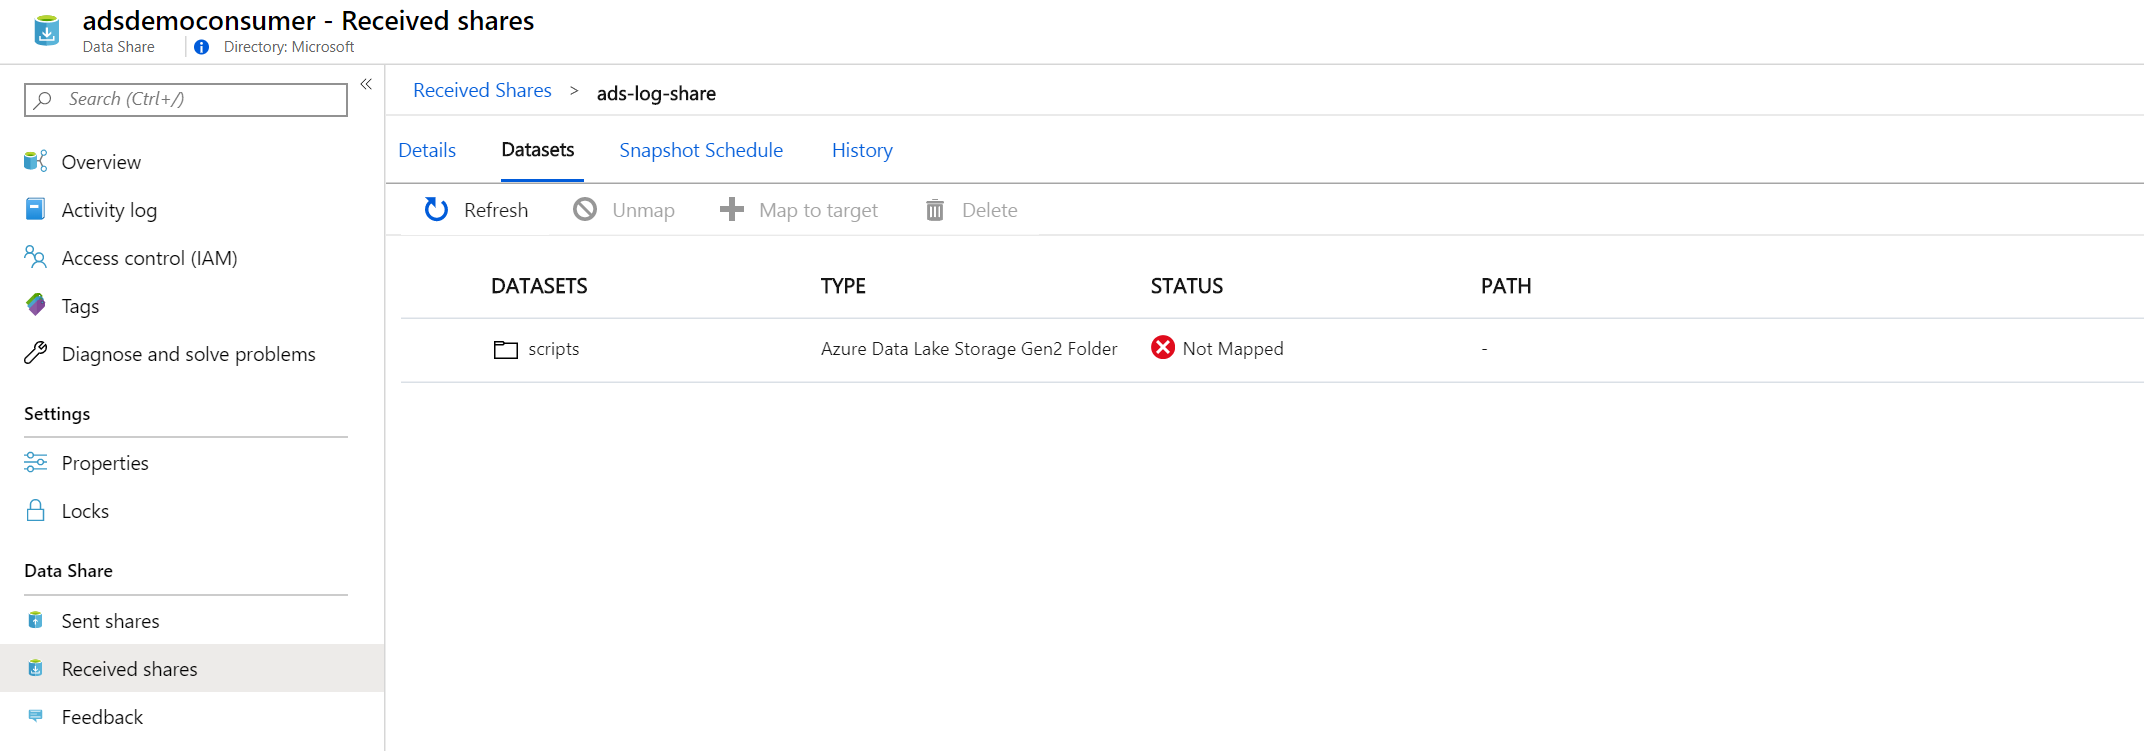 adsdemoconsumer - Received shares
Data Share Directory: Microsoft
Search (Ctrl+/)
Overview
Activity log
Access control (IAM)
Tags
Diagnose and solve problems
Settings
Properties
Locks
Data Share
Sent shares
Received shares
Feedback
Received Shares > ads-log-share
Details Datasets Snapshot Schedule History
Refresh Unmap Map to target Delete
DATASETS TYPE STATUS PATH
scripts Azure Data Lake Storage Gen2 Folder Not Mapped -